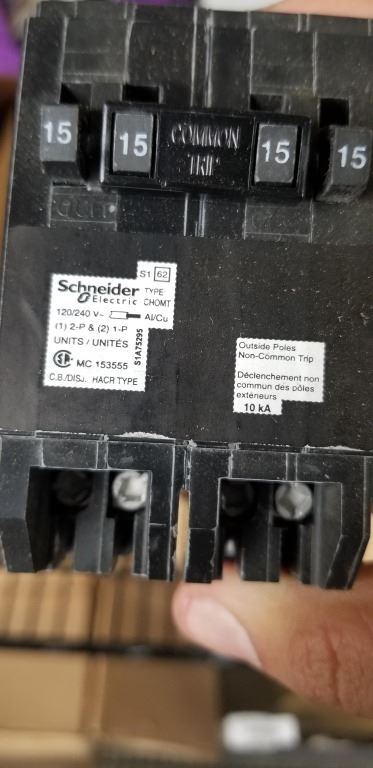 15 15 COMMON TRIP 15 15
S1 62
Schneider Electric
TYPE CHOMT
120/240 V~ Al/Cu
(1) 2-P & (2) 1-P
UNITS / UNITÉS
MC 153555
C.B./DISJ. HACR TYPE
S1A75295
Outside Poles
Non-Common Trip
Déclenchement non
commun des pôles
extérieurs
10 kA